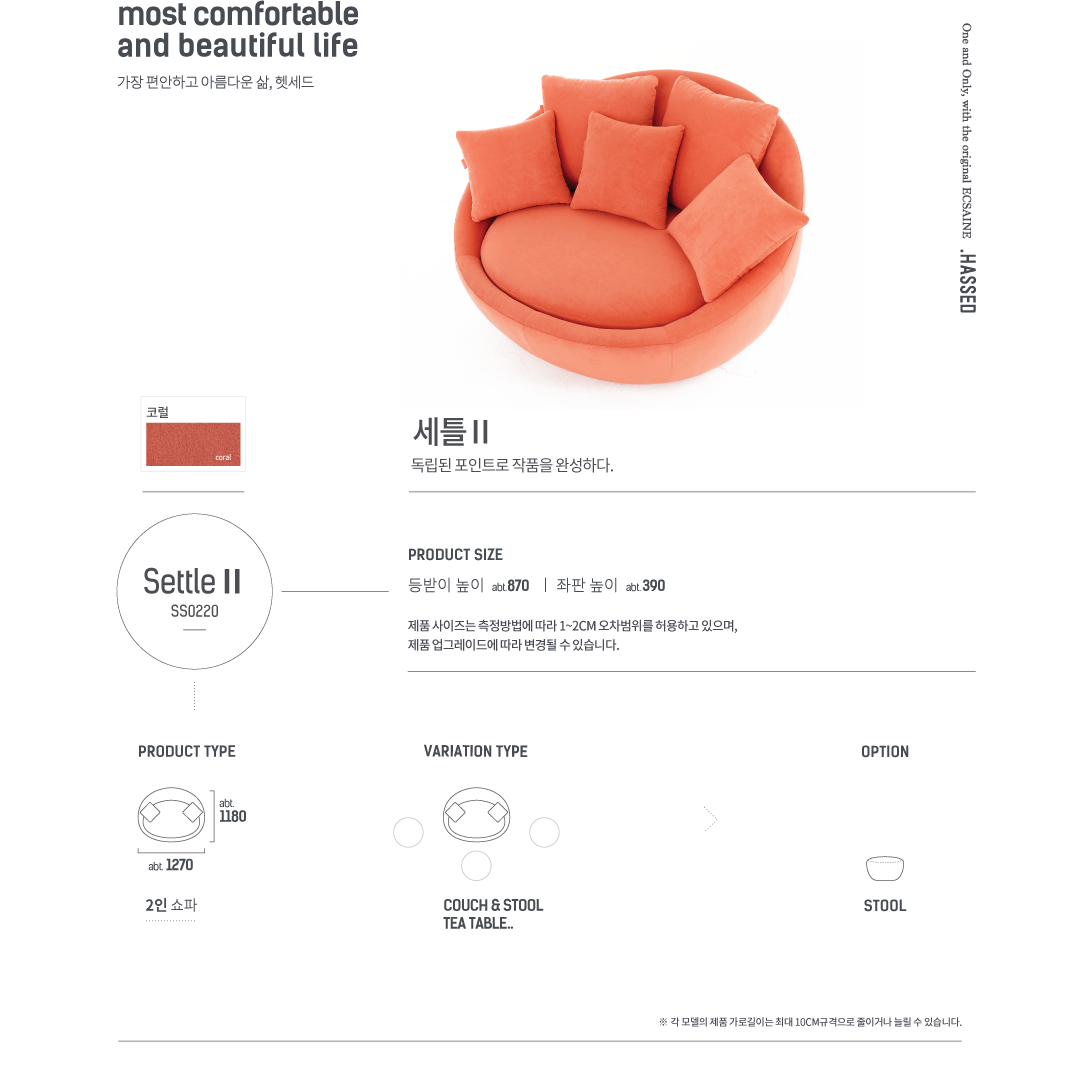 most comfortable
and beautiful life
가장 편안하고 아름다운 삶, 헷세드
One and Only, with the original ECSAINE .HASSED
코럴
coral
세틀 II
독립된 포인트로 작품을 완성하다.
Settle II
SS0220
PRODUCT SIZE
등받이 높이 abt.870 | 좌판 높이 abt.390
제품 사이즈는 측정방법에 따라 1~2CM 오차범위를 허용하고 있으며,
제품 업그레이드에 따라 변경될 수 있습니다.
PRODUCT TYPE
abt.
1180
abt. 1270
2인 쇼파
VARIATION TYPE
COUCH & STOOL
TEA TABLE..
OPTION
STOOL
※ 각 모델의 제품 가로길이는 최대 10CM규격으로 줄이거나 늘릴 수 있습니다.